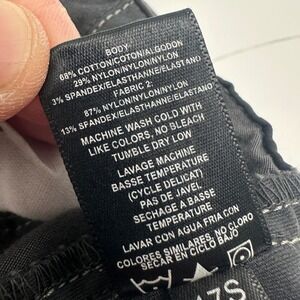 BODY
68% COTTON/COTON/ALGODON
29% NYLON/NYLON/NYLON
3% SPANDEX/ELASTHANNE/ELASTANO
FABRIC 2:
87% NYLON/NYLON/NYLON
13% SPANDEX/ELASTHANNE/ELASTANO
MACHINE WASH COLD WITH
LIKE COLORS, NO BLEACH
TUMBLE DRY LOW
LAVAGE MACHINE
BASSE TEMPERATURE
(CYCLE DELICAT)
PAS DE JAVEL
SECHAGE A BASSE
TEMPERATURE
LAVAR CON AGUA FRIA CON
COLORES SIMILARES, NO CLORO
SECAR EN CICLO BAJO
7S